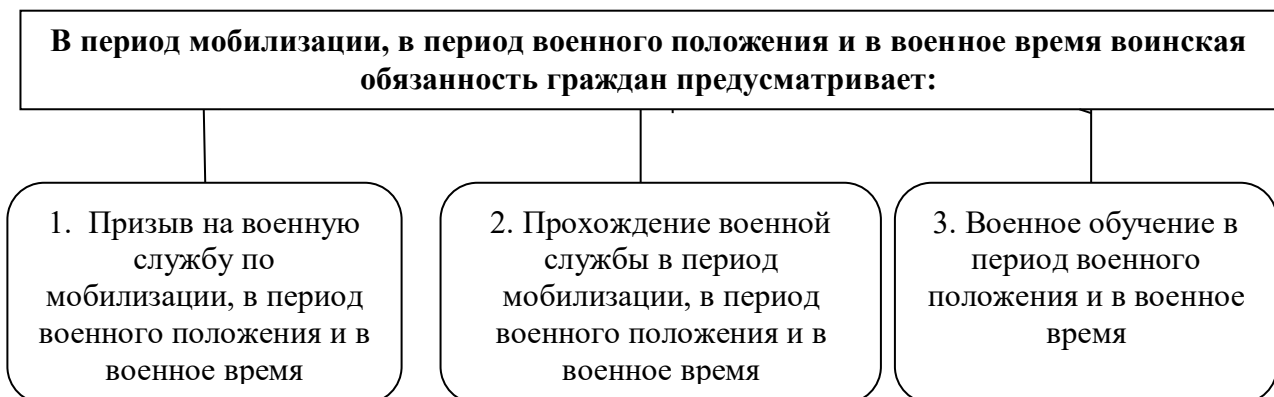 В период мобилизации, в период военного положения и в военное время воинская
обязанность граждан предусматривает:
1. Призыв на военную
службу по
мобилизации, в период
военного положения и в
военное время
2. Прохождение военной
службы в период
мобилизации, в период
военного положения и в
военное время
3. Военное обучение в
период военного
положения и в военное
время